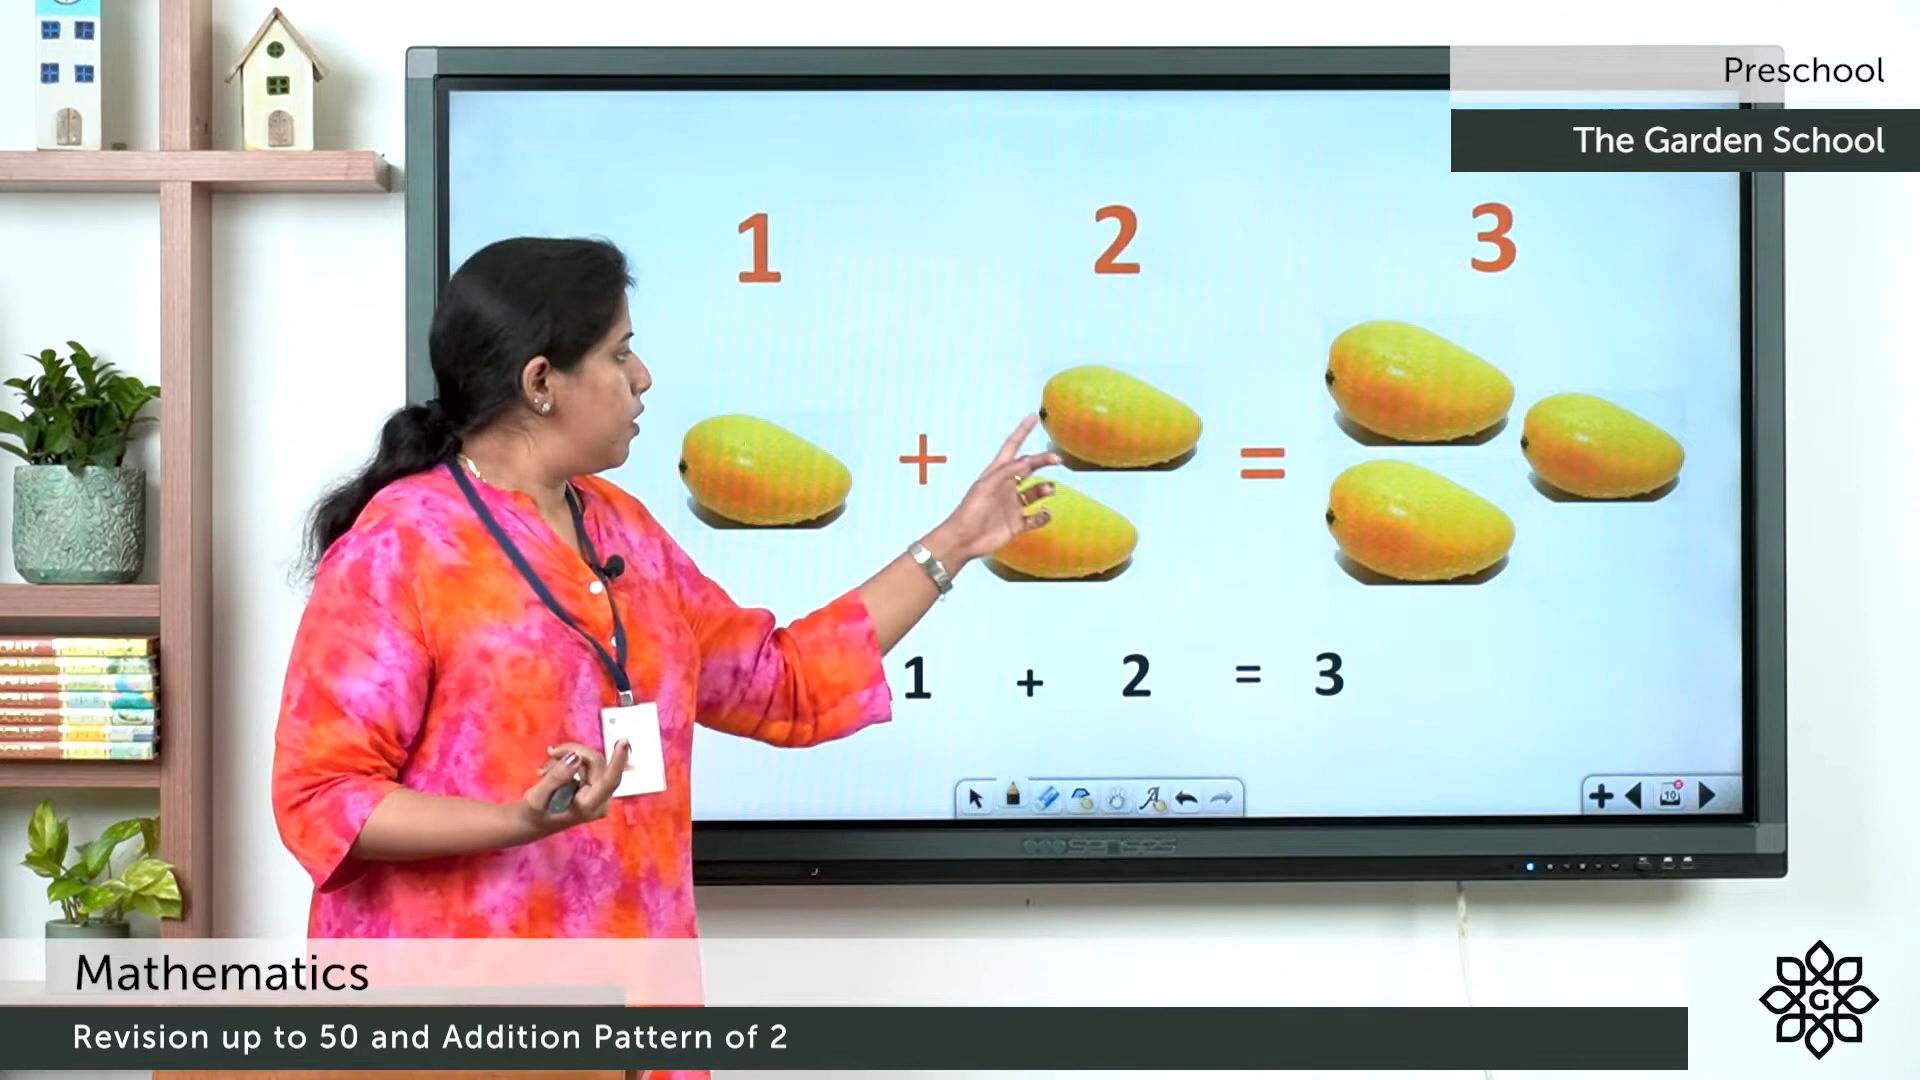 Preschool
The Garden School
1 2 3
+ =
1 + 2 = 3
10
Mathematics
Revision up to 50 and Addition Pattern of 2
G